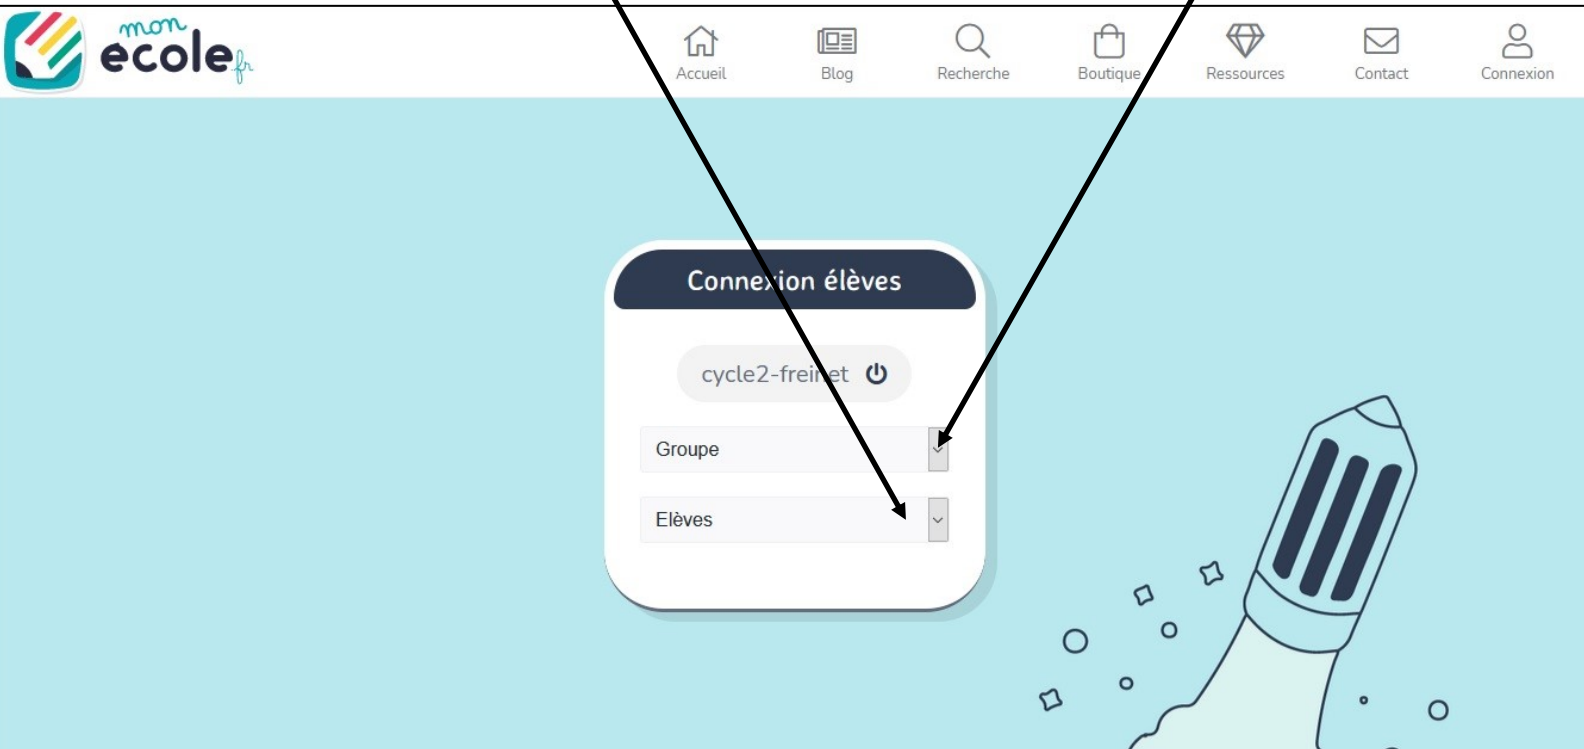 mon
école.fr
Accueil
Blog
Recherche
Boutique
Ressources
Contact
Connexion
Connexion élèves
cycle2-freinet
Groupe
Elèves